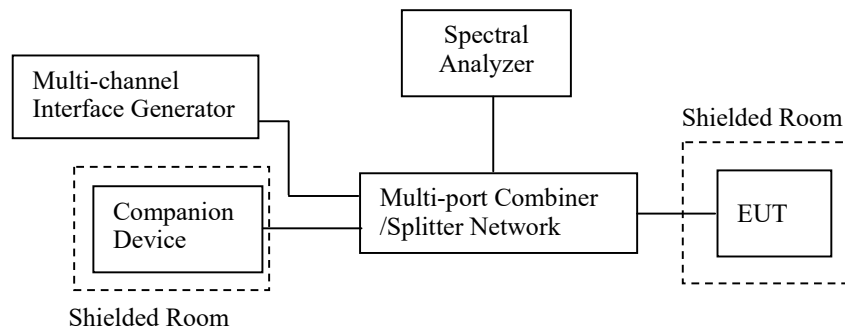 Spectral
Analyzer
Multi-channel
Interface Generator
Shielded Room
Multi-port Combiner
/Splitter Network
EUT
Companion
Device
Shielded Room